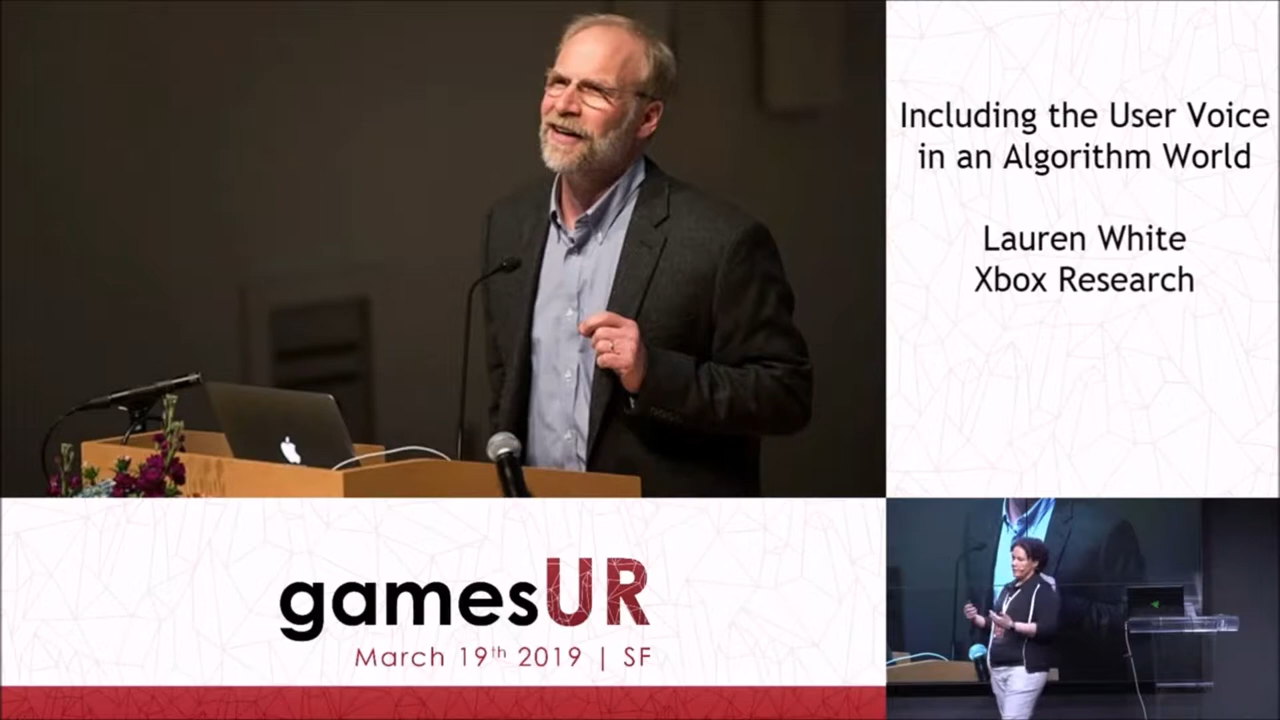 Including the User Voice
in an Algorithm World
Lauren White
Xbox Research
gamesUR
March 19th 2019 | SF